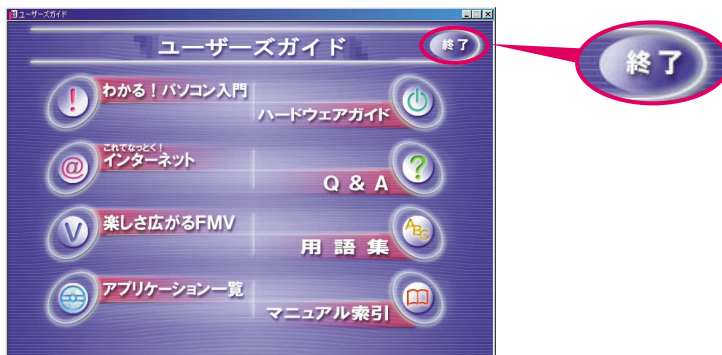 ユーザーズガイド
ユーザーズガイド
終了
終了
わかる！パソコン入門
ハードウェアガイド
これでなっとく！
インターネット
@
?
Q & A
V
楽しさ広がるFMV
ABC
用語集
アプリケーション一覧
マニュアル索引